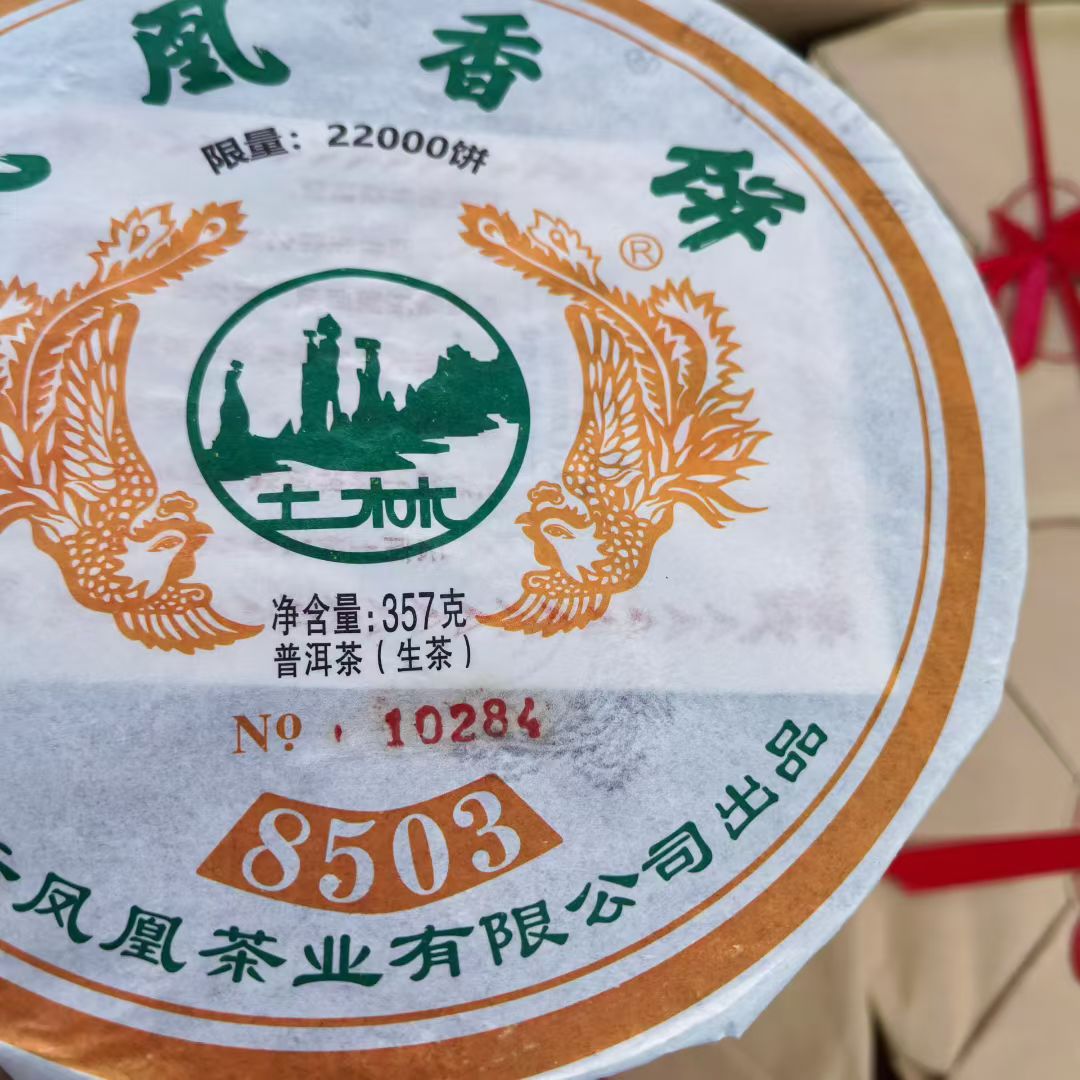 凰香
限量：22000饼
®
土林
净含量:357克
普洱茶（生茶）
№ 10284
8503
凤凰茶业有限公司出品